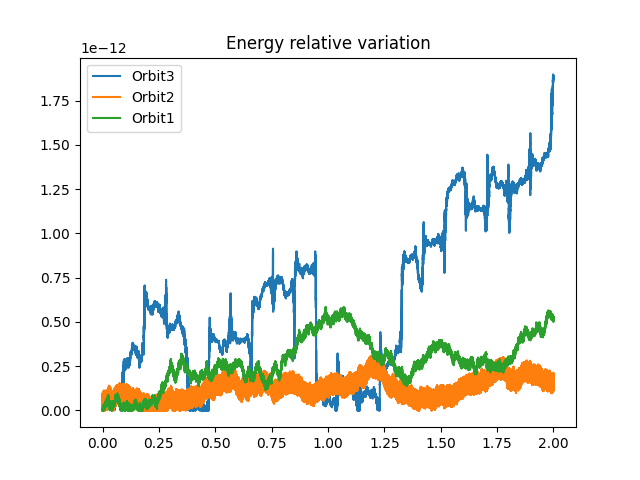 Energy relative variation
1e−12
Orbit3
Orbit2
Orbit1
1.75
1.50
1.25
1.00
0.75
0.50
0.25
0.00
0.00 0.25 0.50 0.75 1.00 1.25 1.50 1.75 2.00